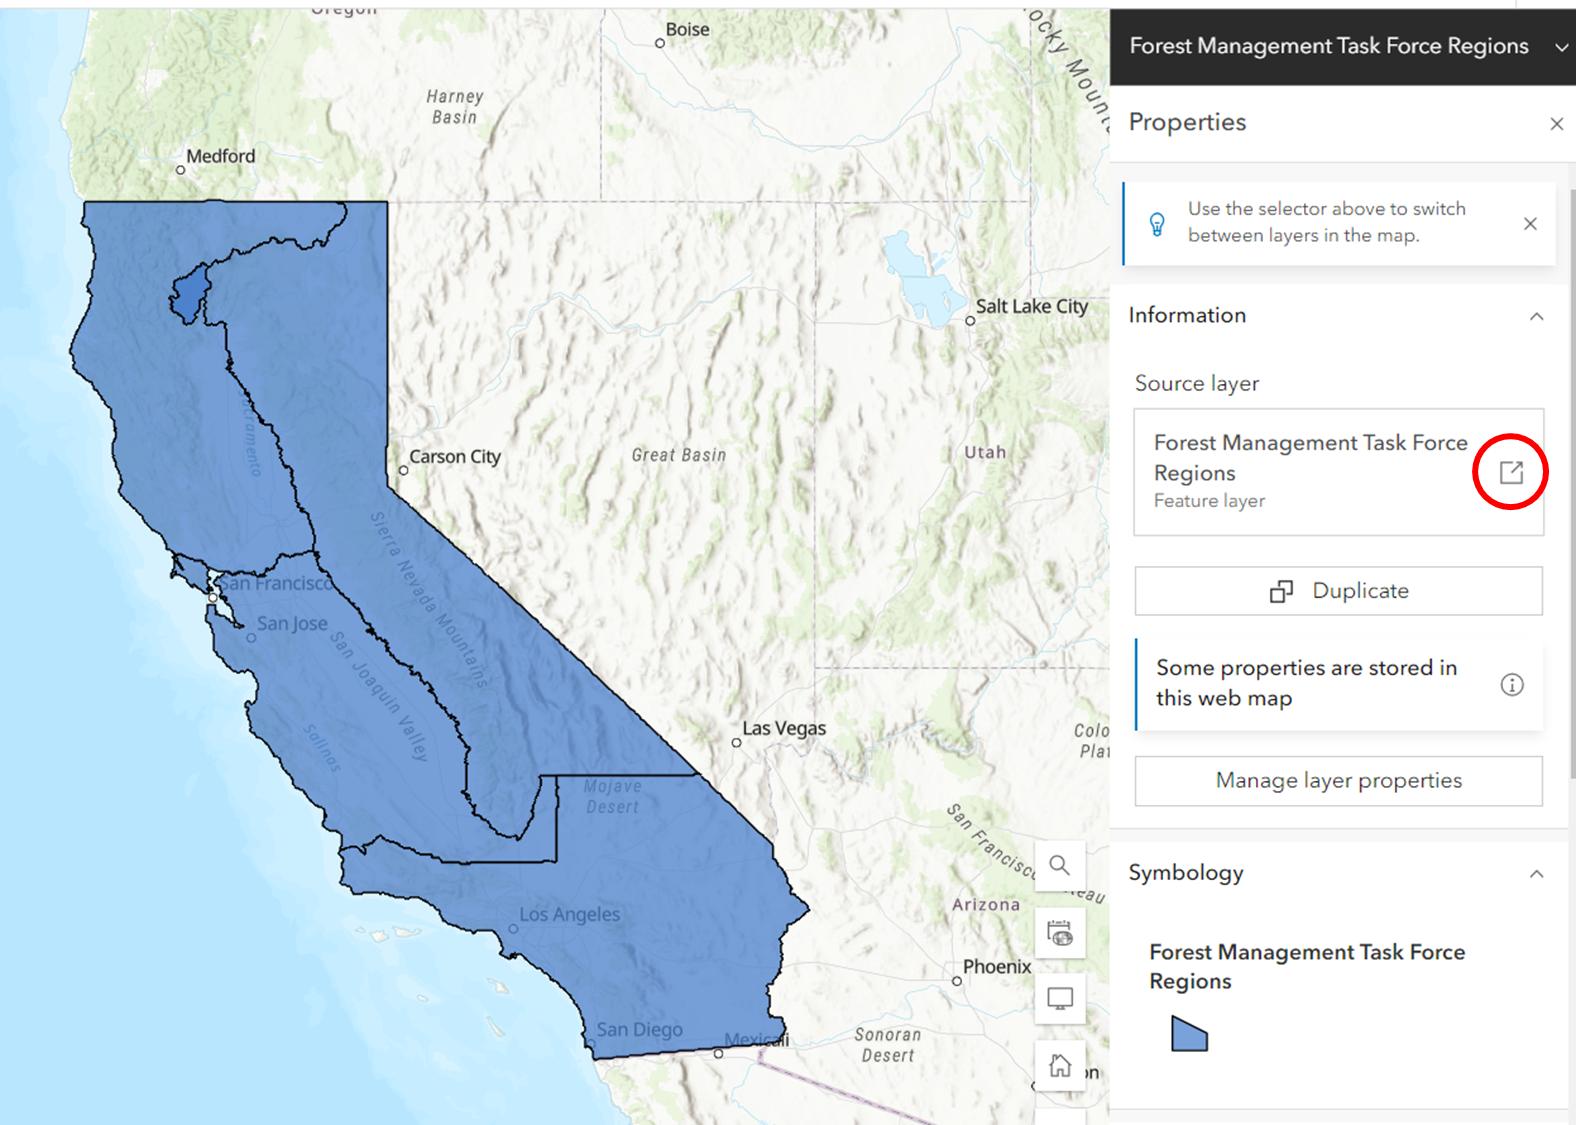 Oregon
Boise
Rocky Mount
Harney
Basin
Medford
Salt Lake City
Sacramento
Carson City
Great Basin
Utah
Sierra Nevada Mountains
San Francisco
San Jose
San Joaquin Valley
Salinas
Las Vegas
Colo
Plat
Mojave
Desert
San Francisc
eau
Arizona
Los Angeles
Phoenix
San Diego
Mexicali
Sonoran
Desert
on
Forest Management Task Force Regions
Properties
Use the selector above to switch
between layers in the map.
Information
Source layer
Forest Management Task Force
Regions
Feature layer
Duplicate
Some properties are stored in
this web map
Manage layer properties
Symbology
Forest Management Task Force
Regions